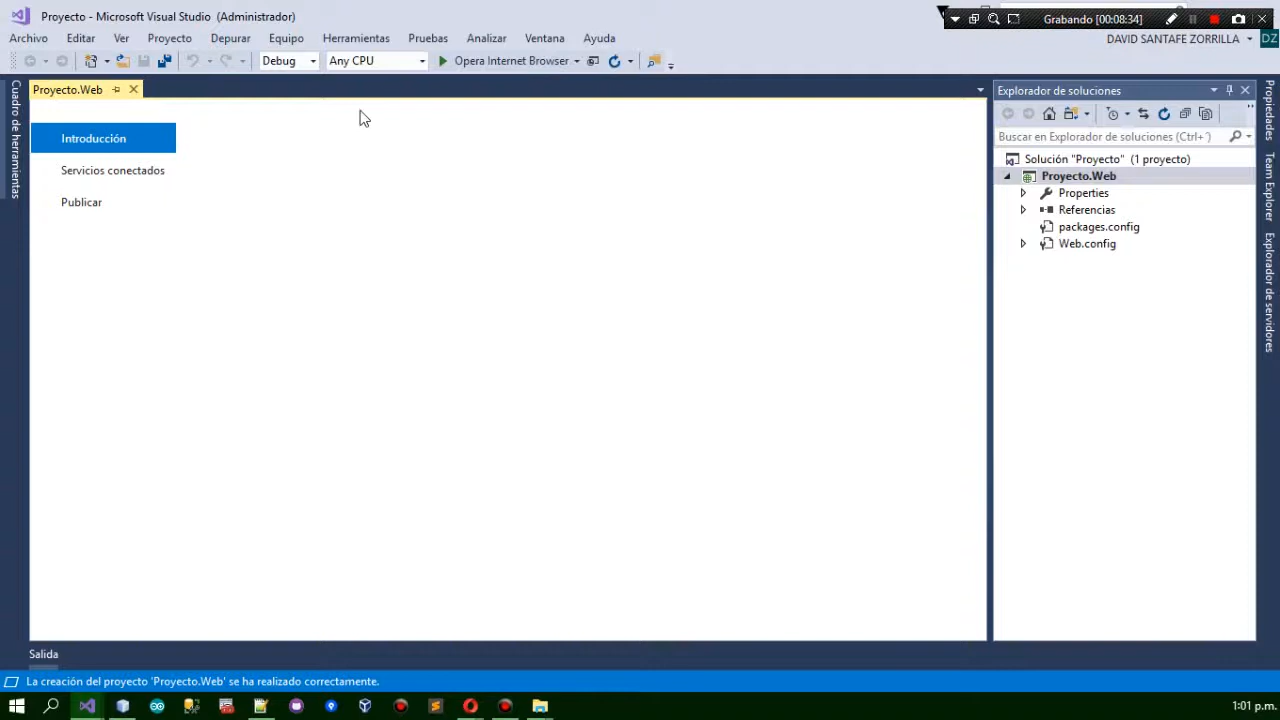 Proyecto - Microsoft Visual Studio (Administrador)
Grabando [00:08:34]
Archivo Editar Ver Proyecto Depurar Equipo Herramientas Pruebas Analizar Ventana Ayuda
DAVID SANTAFE ZORRILLA DZ
Debug Any CPU Opera Internet Browser
Cuadro de herramientas
Proyecto.Web
Introducción
Servicios conectados
Publicar
Explorador de soluciones
Buscar en Explorador de soluciones (Ctrl+´)
Solución "Proyecto" (1 proyecto)
Proyecto.Web
Properties
Referencias
packages.config
Web.config
Propiedades
Team Explorer
Explorador de servidores
Salida
La creación del proyecto 'Proyecto.Web' se ha realizado correctamente.
1:01 p.m.